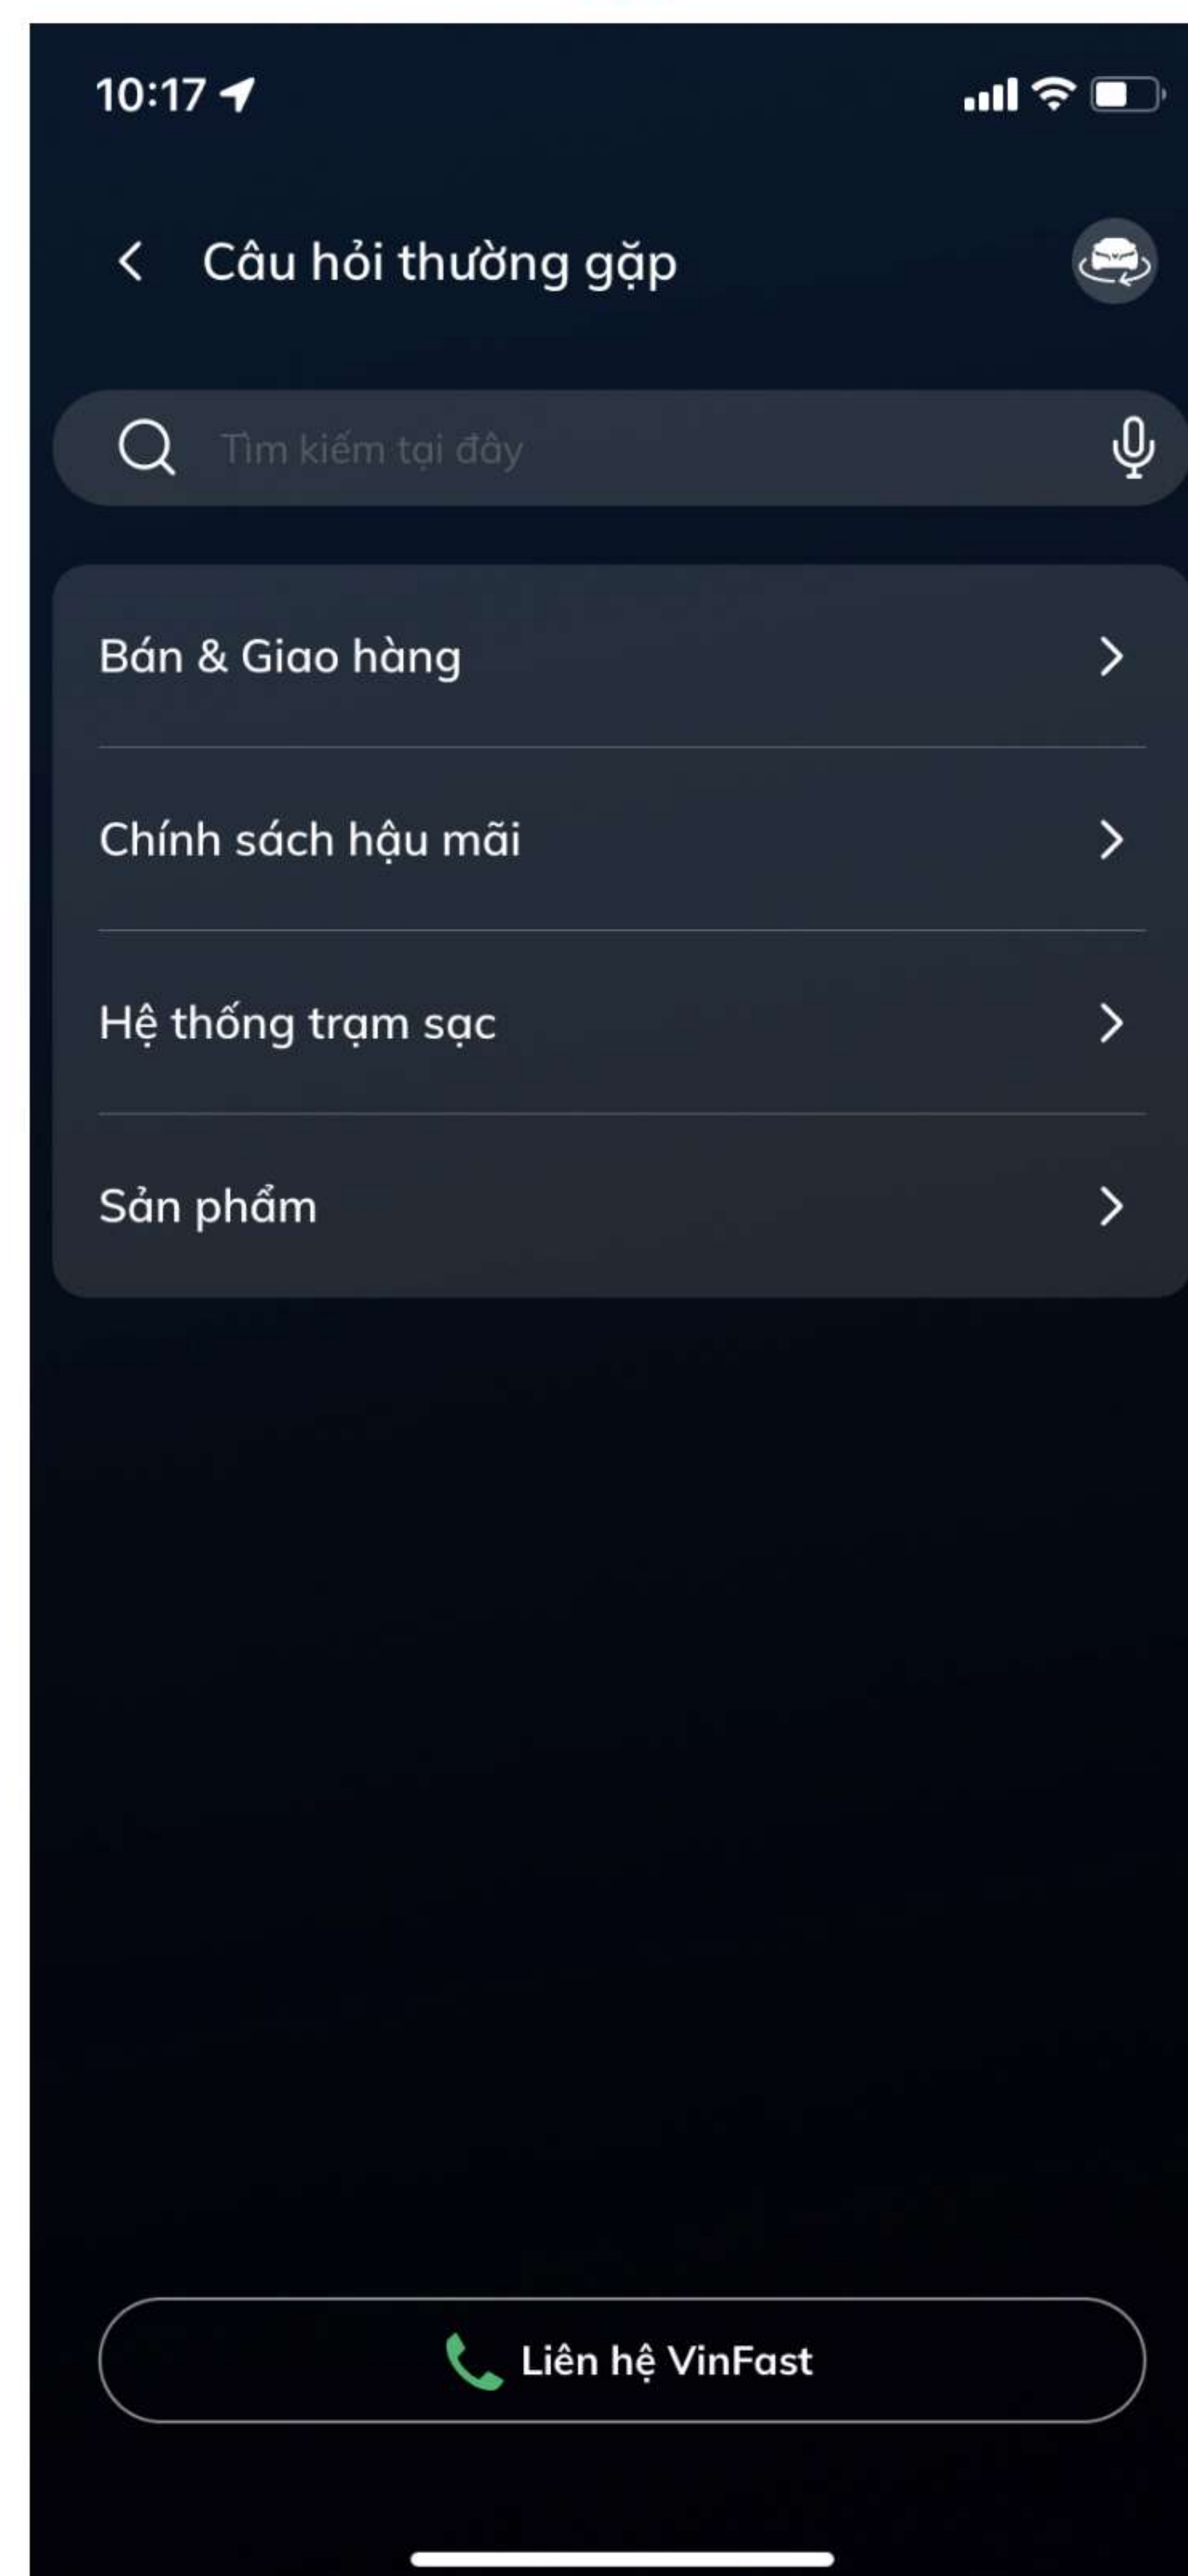 10:17
Câu hỏi thường gặp
Tìm kiếm tại đây
Bán & Giao hàng
Chính sách hậu mãi
Hệ thống trạm sạc
Sản phẩm
Liên hệ VinFast